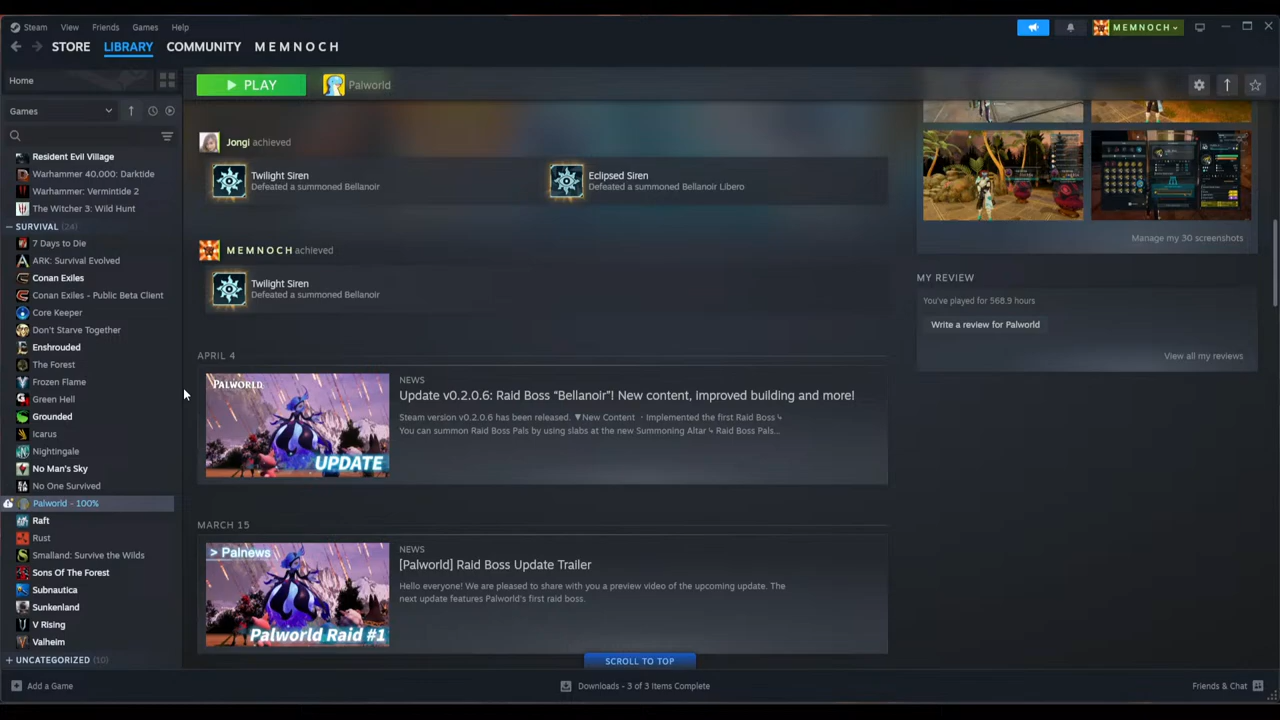 Steam View Friends Games Help
MEMNOCH
STORE LIBRARY COMMUNITY MEMNOCH
Home
PLAY Palworld
Games
Resident Evil Village
Warhammer 40,000: Darktide
Warhammer: Vermintide 2
The Witcher 3: Wild Hunt
SURVIVAL (24)
7 Days to Die
ARK: Survival Evolved
Conan Exiles
Conan Exiles - Public Beta Client
Core Keeper
Don't Starve Together
Enshrouded
The Forest
Frozen Flame
Green Hell
Grounded
Icarus
Nightingale
No Man's Sky
No One Survived
Palworld - 100%
Raft
Rust
Smalland: Survive the Wilds
Sons Of The Forest
Subnautica
Sunkenland
V Rising
Valheim
UNCATEGORIZED (10)
Jongi achieved
Twilight Siren
Defeated a summoned Bellanoir
Eclipsed Siren
Defeated a summoned Bellanoir Libero
MEMNOCH achieved
Twilight Siren
Defeated a summoned Bellanoir
APRIL 4
PALWORLD
UPDATE
NEWS
Update v0.2.0.6: Raid Boss “Bellanoir”! New content, improved building and more!
Steam version v0.2.0.6 has been released. ▼New Content ・Implemented the first Raid Boss ↳
You can summon Raid Boss Pals by using slabs at the new Summoning Altar ↳ Raid Boss Pals...
MARCH 15
> Palnews
Palworld Raid #1
NEWS
[Palworld] Raid Boss Update Trailer
Hello everyone! We are pleased to share with you a preview video of the upcoming update. The
next update features Palworld's first raid boss.
SCROLL TO TOP
Manage my 30 screenshots
MY REVIEW
You've played for 568.9 hours
Write a review for Palworld
View all my reviews
Add a Game
Downloads - 3 of 3 Items Complete
Friends & Chat